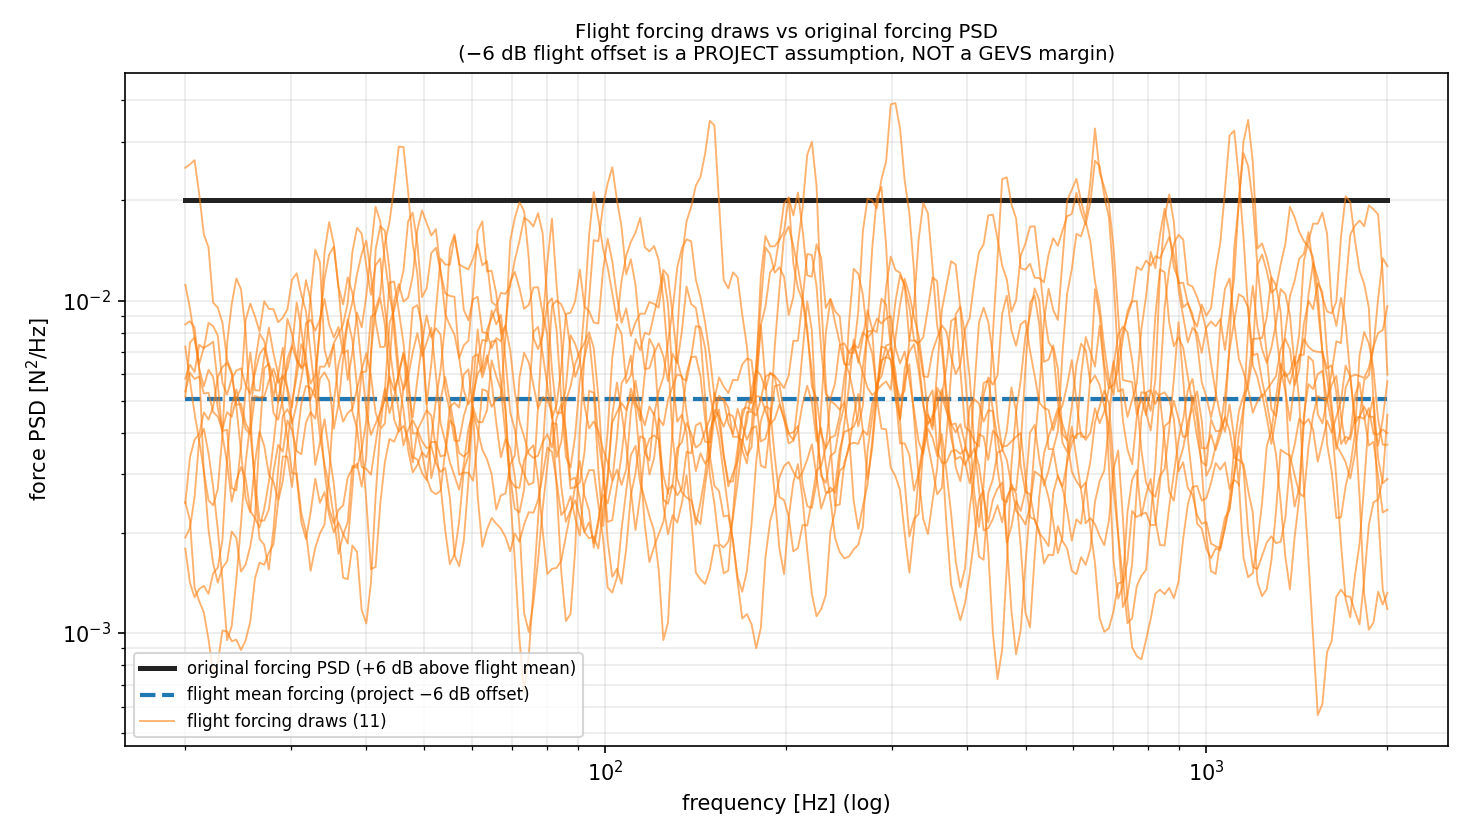 Flight forcing draws vs original forcing PSD
(−6 dB flight offset is a PROJECT assumption, NOT a GEVS margin)
force PSD [N²/Hz]
10⁻²
10⁻³
original forcing PSD (+6 dB above flight mean)
flight mean forcing (project −6 dB offset)
flight forcing draws (11)
10²
10³
frequency [Hz] (log)